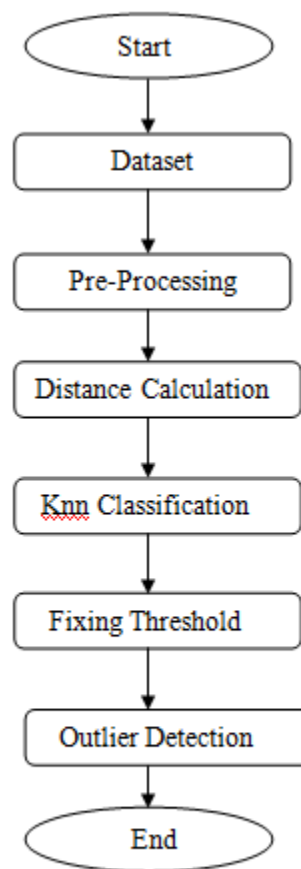 Start
Dataset
Pre-Processing
Distance Calculation
Knn Classification
Fixing Threshold
Outlier Detection
End